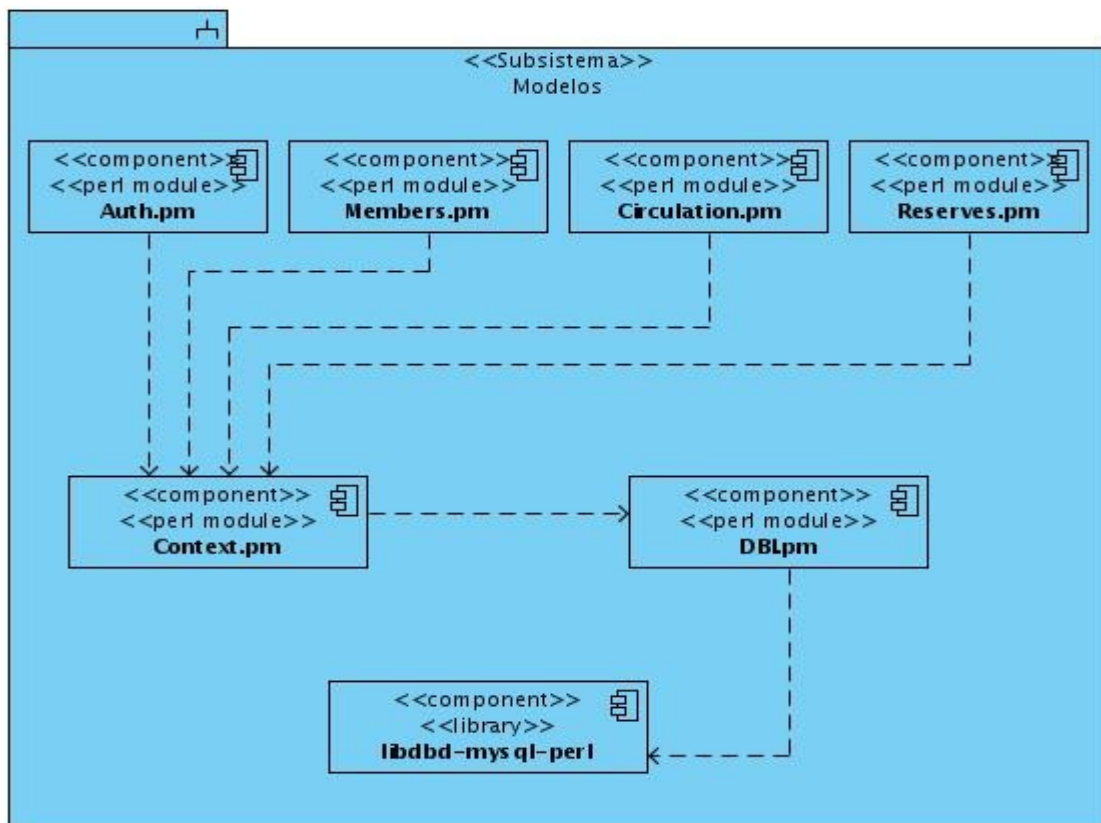 <<Subsistema>>
Modelos
<<component>>
<<perl module>>
Auth.pm
<<component>>
<<perl module>>
Members.pm
<<component>>
<<perl module>>
Circulation.pm
<<component>>
<<perl module>>
Reserves.pm
<<component>>
<<perl module>>
Context.pm
<<component>>
<<perl module>>
DBI.pm
<<component>>
<<library>>
libdbd-mysql-perl